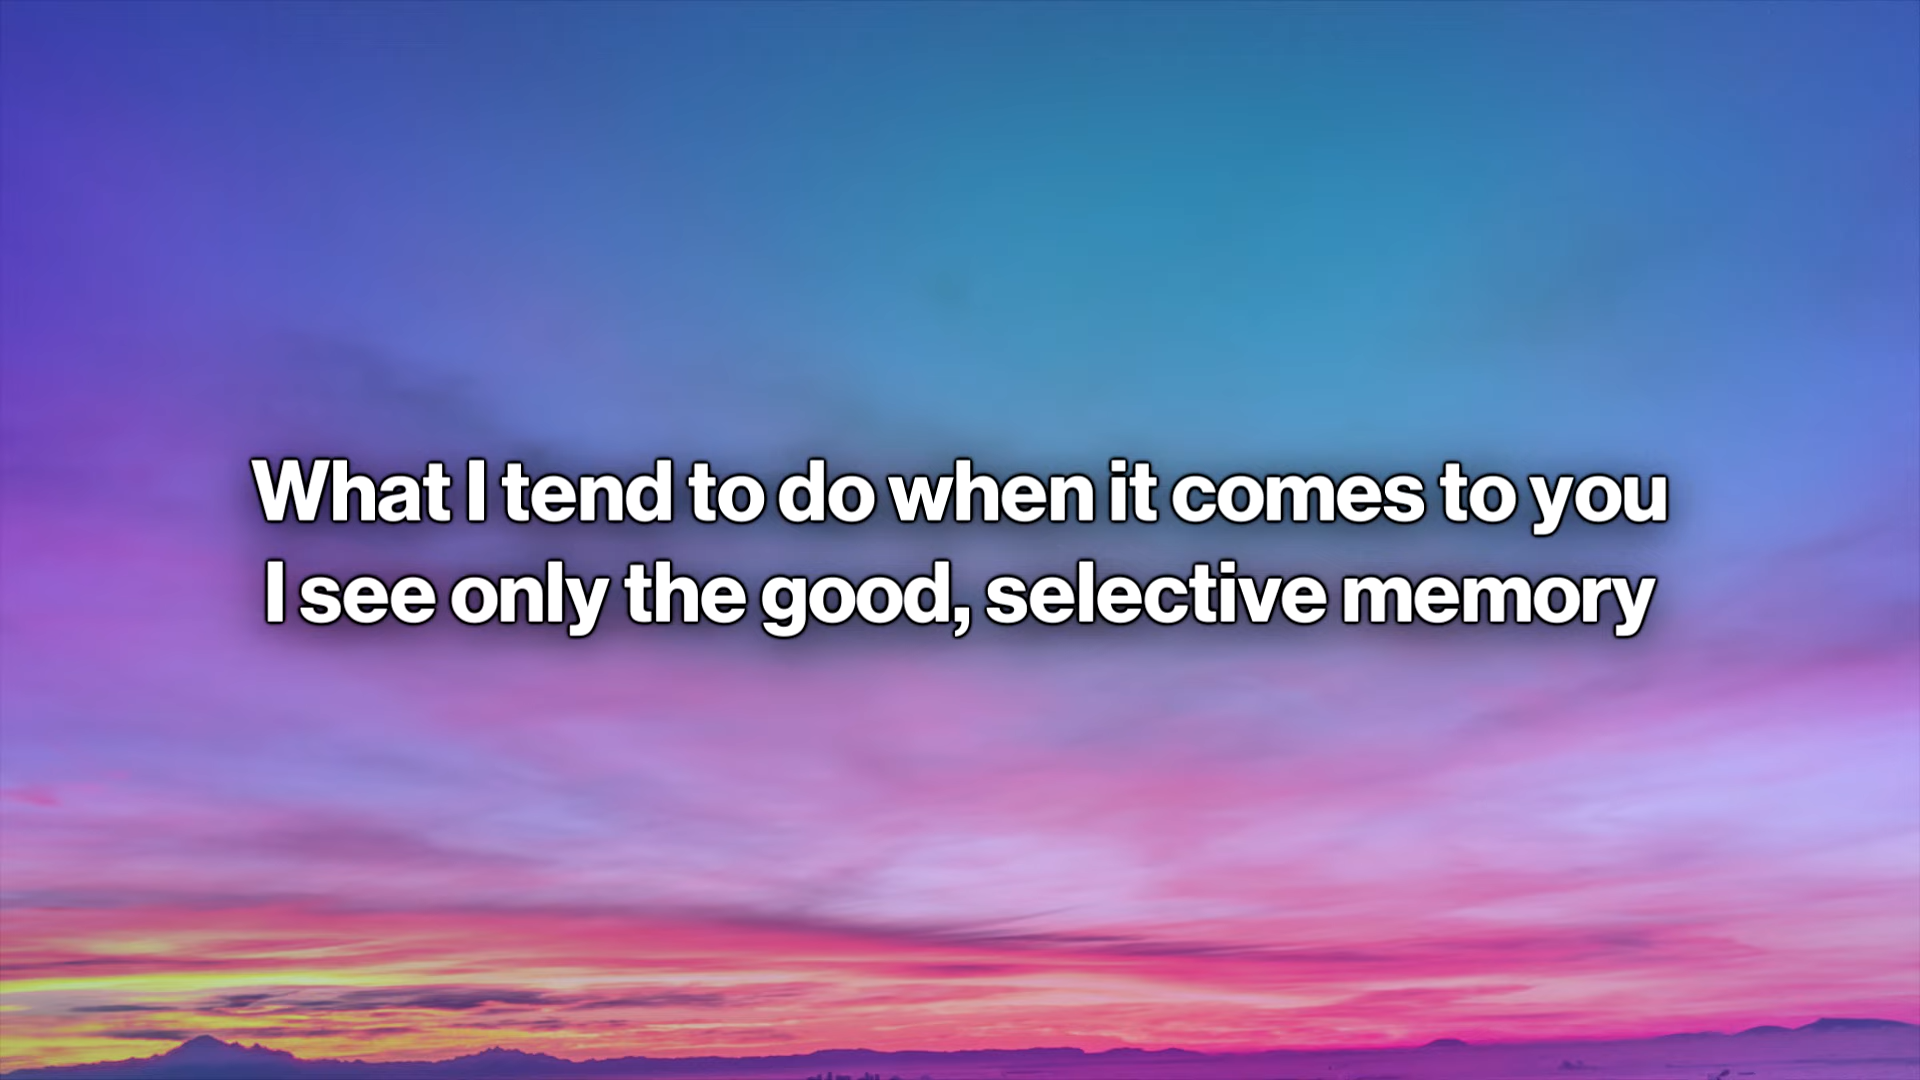 What I tend to do when it comes to you
I see only the good, selective memory